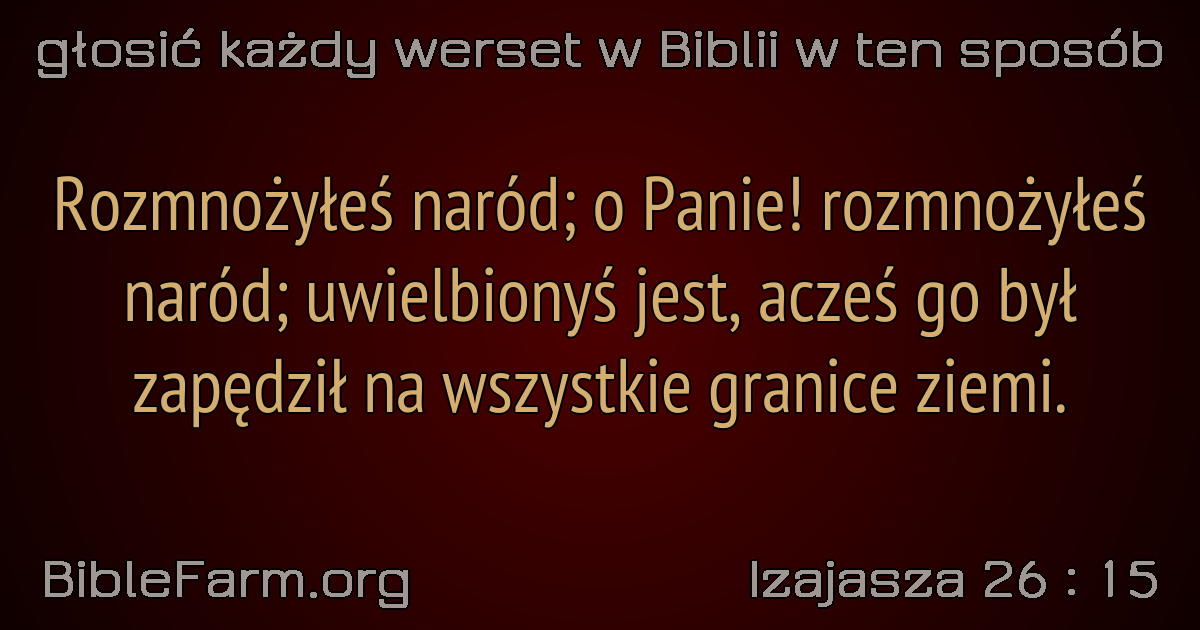 głosić każdy werset w Biblii w ten sposób
Rozmnożyłeś naród; o Panie! rozmnożyłeś
naród; uwielbionyś jest, acześ go był
zapędził na wszystkie granice ziemi.
BibleFarm.org
Izajasza 26 : 15